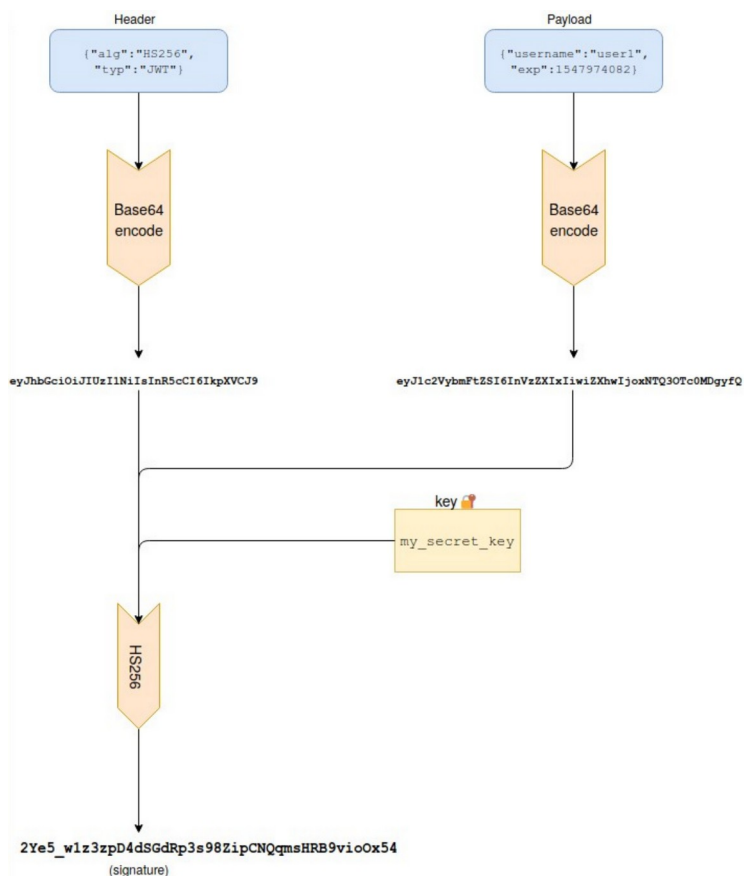 Header
Payload
{"alg":"HS256",
"typ":"JWT"}
{"username":"user1",
"exp":1547974082}
Base64
encode
Base64
encode
eyJhbGciOiJIUzI1NiIsInR5cCI6IkpXVCJ9
eyJ1c2VybmFtZSI6InVzZXIxIiwiZXhwIjoxNTQ3OTc0MDgyfQ
key
my_secret_key
HS256
2Ye5_w1z3zpD4dSGdRp3s98ZipCNQqmsHRB9vioOx54
(signature)